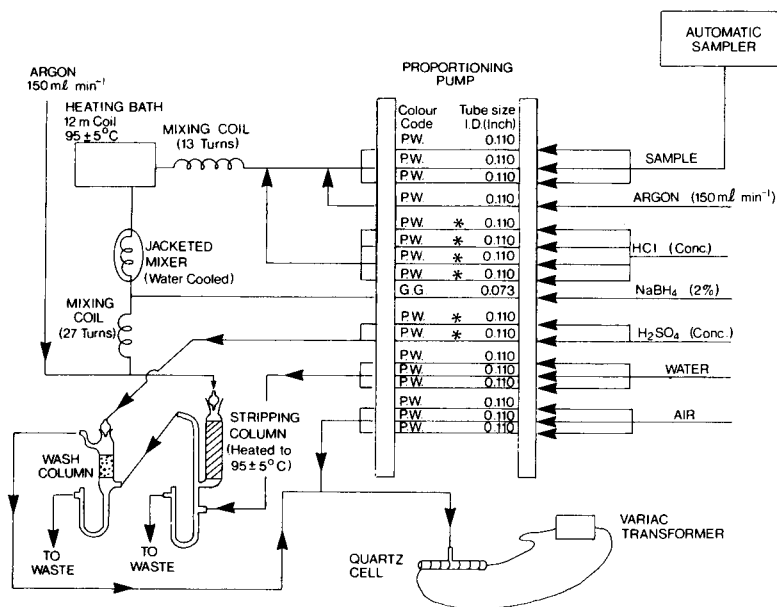 AUTOMATIC
SAMPLER
ARGON
150 mℓ min⁻¹
HEATING BATH
12 m Coil
95 ± 5°C
MIXING COIL
(13 Turns)
PROPORTIONING
PUMP
Colour Tube size
Code I.D.(Inch)
P.W. 0.110
P.W. 0.110
P.W. 0.110
SAMPLE
P.W. 0.110
ARGON (150 mℓ min⁻¹)
P.W. * 0.110
P.W. * 0.110
P.W. * 0.110
P.W. * 0.110
HCl (Conc.)
G.G. 0.073
NaBH₄ (2%)
P.W. * 0.110
P.W. * 0.110
H₂SO₄ (Conc.)
P.W. 0.110
P.W. 0.110
P.W. 0.110
WATER
P.W. 0.110
P.W. 0.110
P.W. 0.110
AIR
JACKETED
MIXER
(Water Cooled)
MIXING
COIL
(27 Turns)
STRIPPING
COLUMN
(Heated to
95 ± 5°C)
WASH
COLUMN
TO
WASTE
TO
WASTE
QUARTZ
CELL
VARIAC
TRANSFORMER